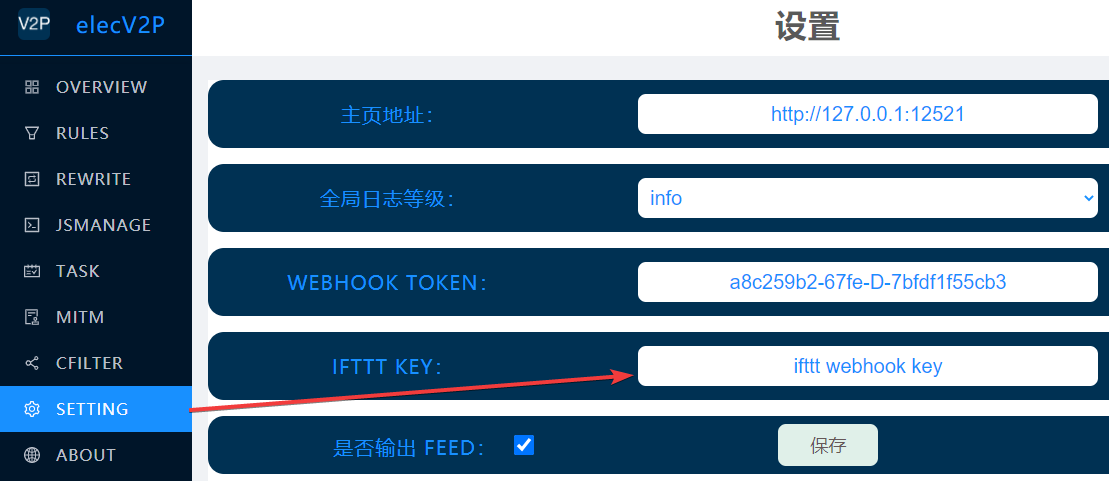 V2P elecV2P
设置
OVERVIEW
RULES
REWRITE
JSMANAGE
TASK
MITM
CFILTER
SETTING
ABOUT
主页地址: http://127.0.0.1:12521
全局日志等级: info
WEBHOOK TOKEN: a8c259b2-67fe-D-7bfdf1f55cb3
IFTTT KEY: ifttt webhook key
是否输出 FEED: 保存